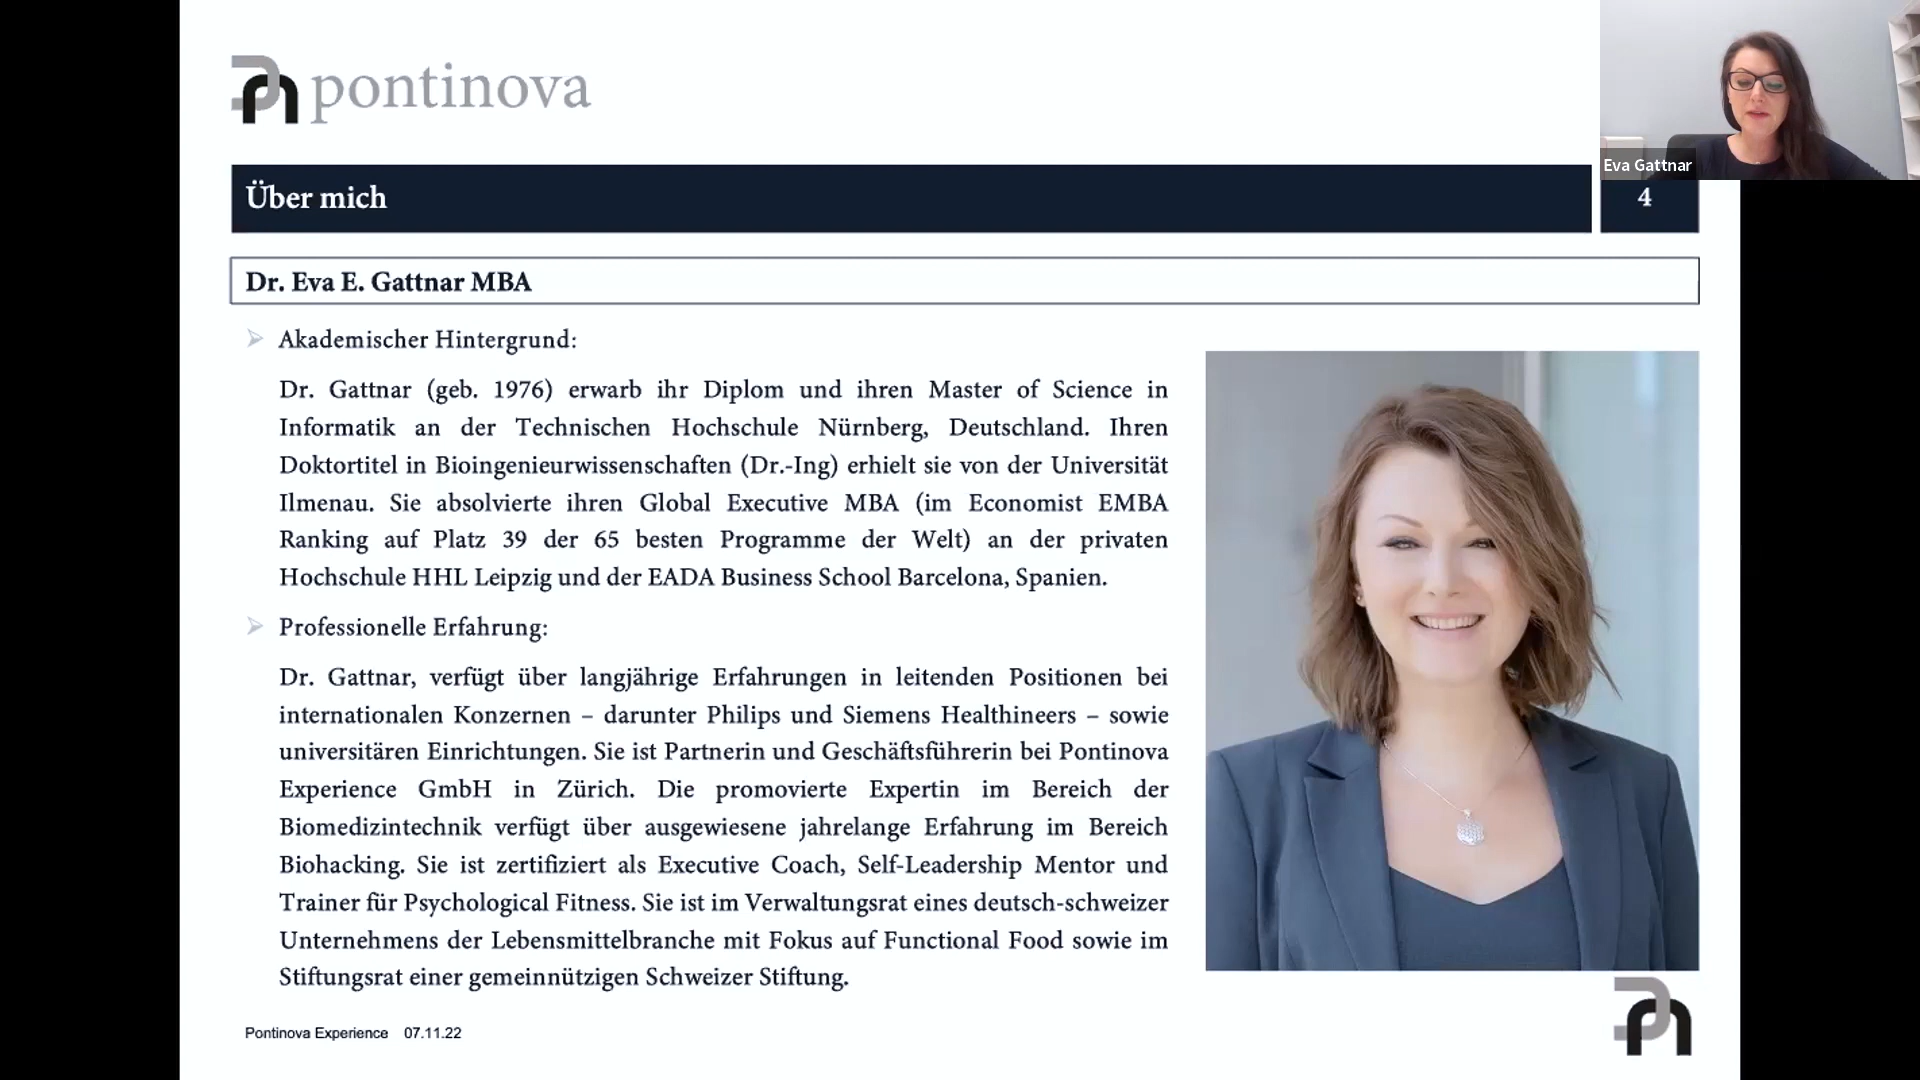 pontinova
Eva Gattnar
Über mich
4
Dr. Eva E. Gattnar MBA
Akademischer Hintergrund:
Dr. Gattnar (geb. 1976) erwarb ihr Diplom und ihren Master of Science in
Informatik an der Technischen Hochschule Nürnberg, Deutschland. Ihren
Doktortitel in Bioingenieurwissenschaften (Dr.-Ing) erhielt sie von der Universität
Ilmenau. Sie absolvierte ihren Global Executive MBA (im Economist EMBA
Ranking auf Platz 39 der 65 besten Programme der Welt) an der privaten
Hochschule HHL Leipzig und der EADA Business School Barcelona, Spanien.
Professionelle Erfahrung:
Dr. Gattnar, verfügt über langjährige Erfahrungen in leitenden Positionen bei
internationalen Konzernen – darunter Philips und Siemens Healthineers – sowie
universitären Einrichtungen. Sie ist Partnerin und Geschäftsführerin bei Pontinova
Experience GmbH in Zürich. Die promovierte Expertin im Bereich der
Biomedizintechnik verfügt über ausgewiesene jahrelange Erfahrung im Bereich
Biohacking. Sie ist zertifiziert als Executive Coach, Self-Leadership Mentor und
Trainer für Psychological Fitness. Sie ist im Verwaltungsrat eines deutsch-schweizer
Unternehmens der Lebensmittelbranche mit Fokus auf Functional Food sowie im
Stiftungsrat einer gemeinnützigen Schweizer Stiftung.
Pontinova Experience 07.11.22